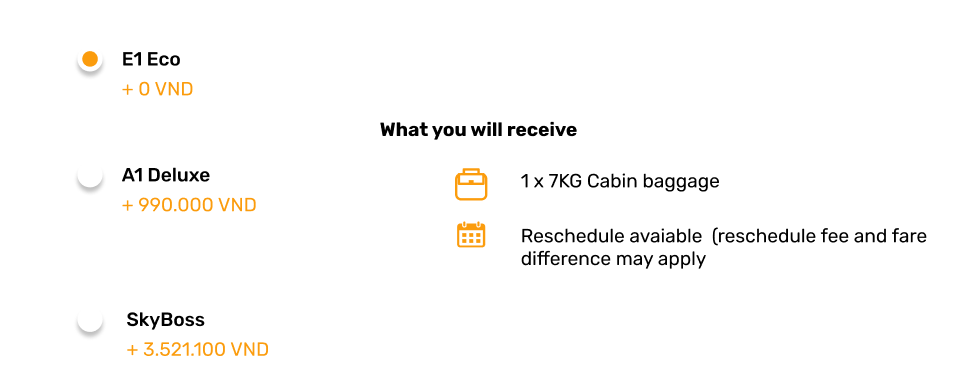 E1 Eco
+ 0 VND
What you will receive
A1 Deluxe
+ 990.000 VND
1 x 7KG Cabin baggage
Reschedule avaiable (reschedule fee and fare
difference may apply
SkyBoss
+ 3.521.100 VND